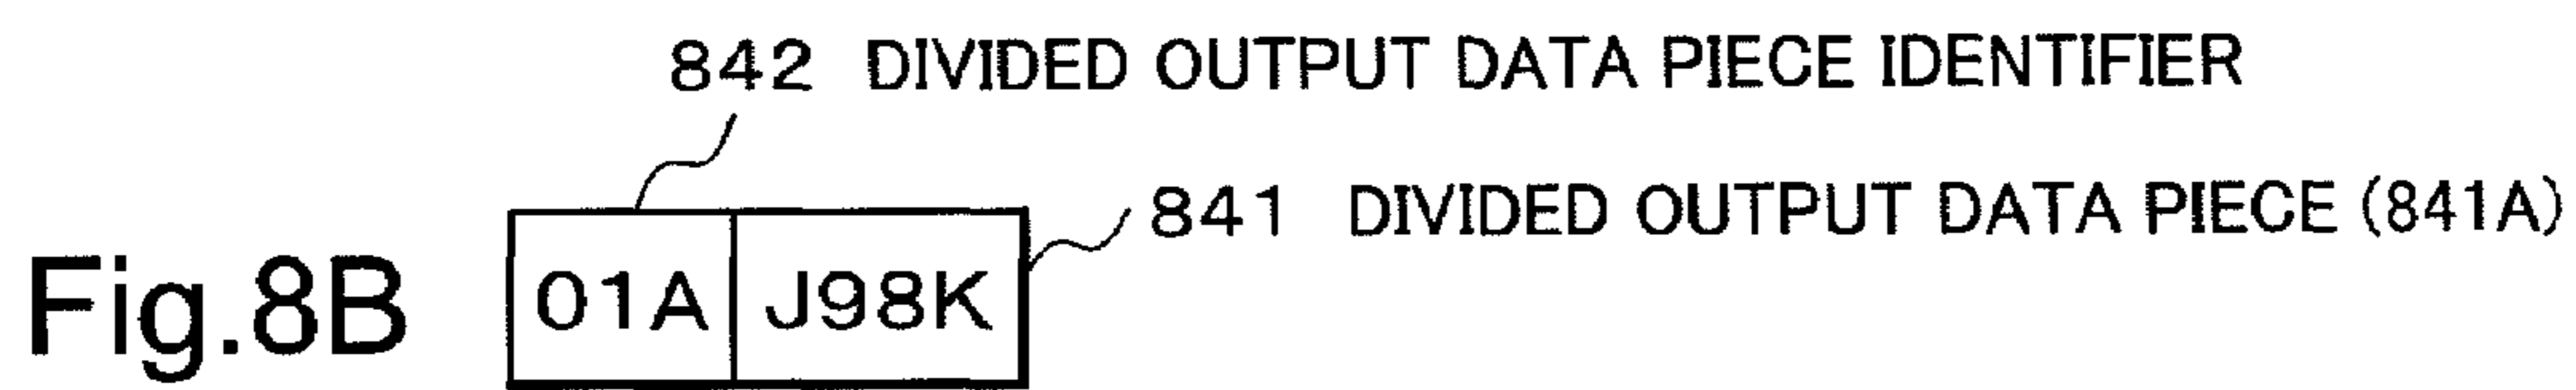 842 DIVIDED OUTPUT DATA PIECE IDENTIFIER
841 DIVIDED OUTPUT DATA PIECE (841A)
Fig.8B 01A J98K